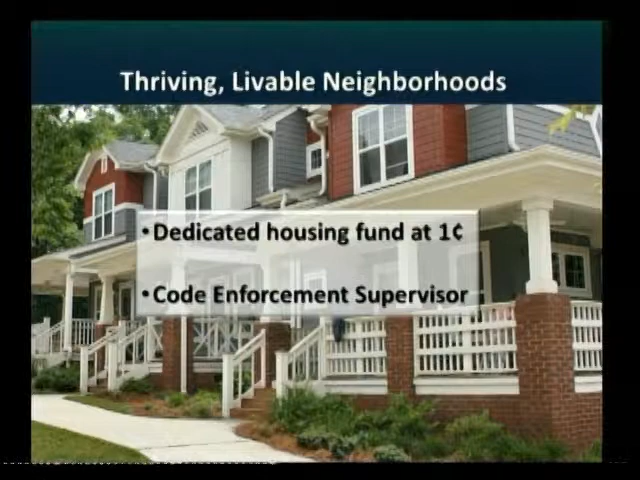 Thriving, Livable Neighborhoods
•Dedicated housing fund at 1¢
•Code Enforcement Supervisor